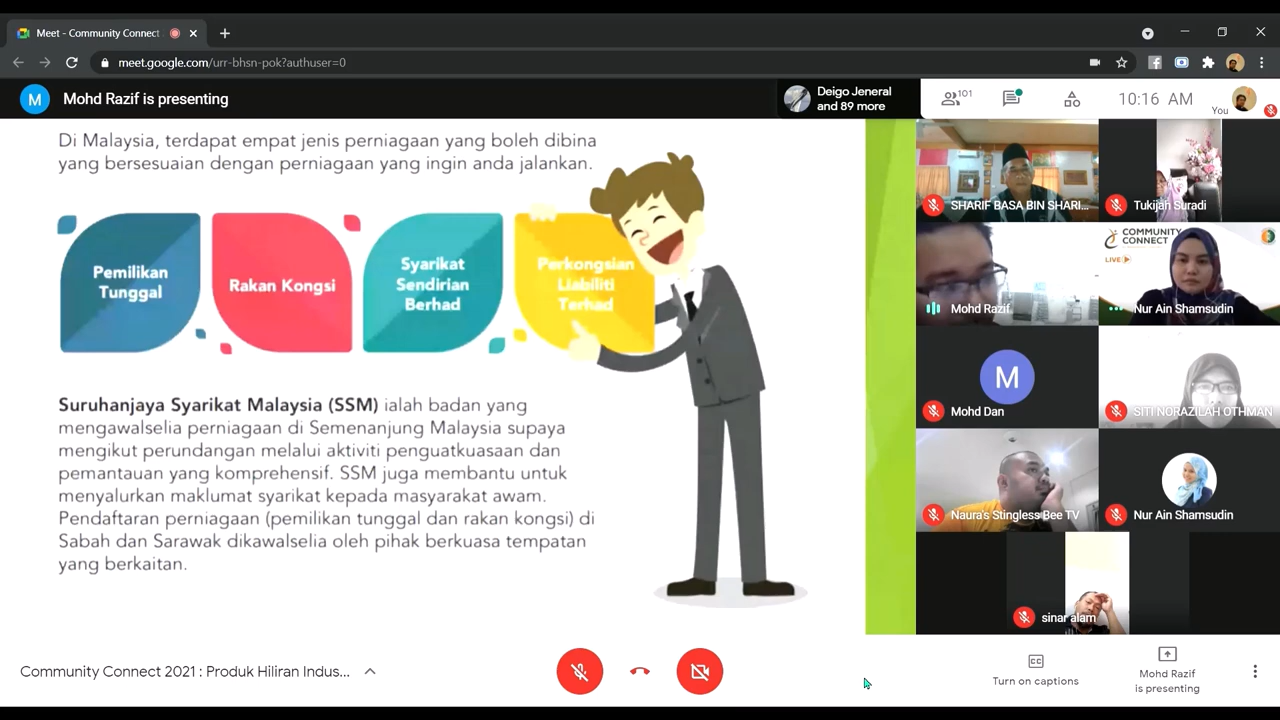 Meet - Community Connect
meet.google.com/urr-bhsn-pok?authuser=0
M
Mohd Razif is presenting
Deigo Jeneral
and 89 more
101
10:16 AM
You
Di Malaysia, terdapat empat jenis perniagaan yang boleh dibina
yang bersesuaian dengan perniagaan yang ingin anda jalankan.
Pemilikan
Tunggal
Rakan Kongsi
Syarikat
Sendirian
Berhad
Perkongsian
Liabiliti
Terhad
Suruhanjaya Syarikat Malaysia (SSM) ialah badan yang
mengawalselia perniagaan di Semenanjung Malaysia supaya
mengikut perundangan melalui aktiviti penguatkuasaan dan
pemantauan yang komprehensif. SSM juga membantu untuk
menyalurkan maklumat syarikat kepada masyarakat awam.
Pendaftaran perniagaan (pemilikan tunggal dan rakan kongsi) di
Sabah dan Sarawak dikawalselia oleh pihak berkuasa tempatan
yang berkaitan.
SHARIF BASA BIN SHARI...
Tukijah Suradi
Mohd Razif
COMMUNITY
CONNECT
LIVE
Nur Ain Shamsudin
M
Mohd Dan
SITI NORAZILAH OTHMAN
Naura's Stingless Bee TV
Nur Ain Shamsudin
sinar alam
Community Connect 2021 : Produk Hiliran Indus...
CC
Turn on captions
Mohd Razif
is presenting